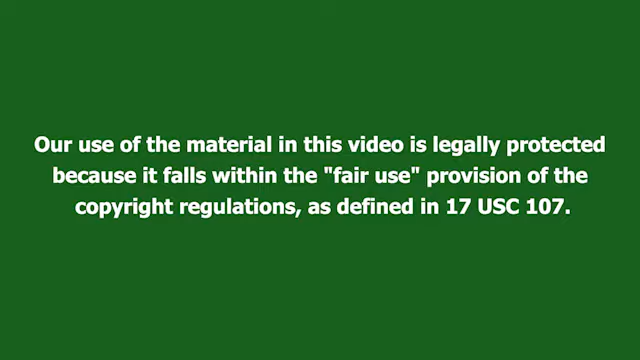 Our use of the material in this video is legally protected
because it falls within the "fair use" provision of the
copyright regulations, as defined in 17 USC 107.